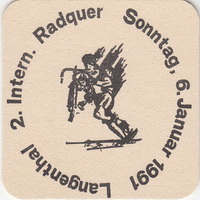 Langenthal 2. Intern. Radquer Sonntag, 6. Januar 1991